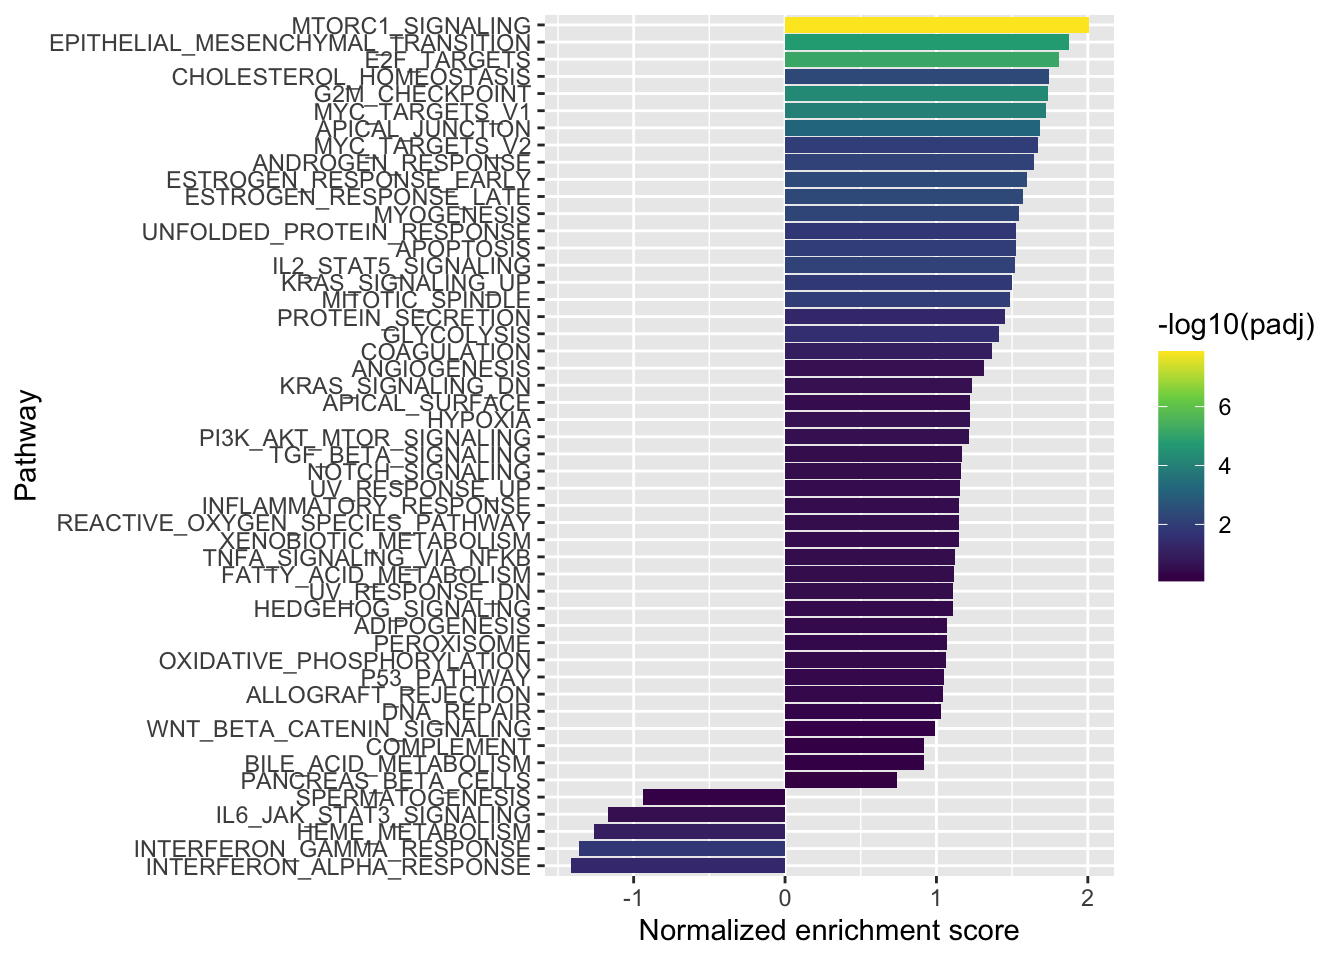 MTORC1_SIGNALING
EPITHELIAL_MESENCHYMAL_TRANSITION
E2F_TARGETS
CHOLESTEROL_HOMEOSTASIS
G2M_CHECKPOINT
MYC_TARGETS_V1
APICAL_JUNCTION
MYC_TARGETS_V2
ANDROGEN_RESPONSE
ESTROGEN_RESPONSE_EARLY
ESTROGEN_RESPONSE_LATE
MYOGENESIS
UNFOLDED_PROTEIN_RESPONSE
APOPTOSIS
IL2_STAT5_SIGNALING
KRAS_SIGNALING_UP
MITOTIC_SPINDLE
PROTEIN_SECRETION
GLYCOLYSIS
COAGULATION
ANGIOGENESIS
KRAS_SIGNALING_DN
APICAL_SURFACE
HYPOXIA
PI3K_AKT_MTOR_SIGNALING
TGF_BETA_SIGNALING
NOTCH_SIGNALING
UV_RESPONSE_UP
INFLAMMATORY_RESPONSE
REACTIVE_OXYGEN_SPECIES_PATHWAY
XENOBIOTIC_METABOLISM
TNFA_SIGNALING_VIA_NFKB
FATTY_ACID_METABOLISM
UV_RESPONSE_DN
HEDGEHOG_SIGNALING
ADIPOGENESIS
PEROXISOME
OXIDATIVE_PHOSPHORYLATION
P53_PATHWAY
ALLOGRAFT_REJECTION
DNA_REPAIR
WNT_BETA_CATENIN_SIGNALING
COMPLEMENT
BILE_ACID_METABOLISM
PANCREAS_BETA_CELLS
SPERMATOGENESIS
IL6_JAK_STAT3_SIGNALING
HEME_METABOLISM
INTERFERON_GAMMA_RESPONSE
INTERFERON_ALPHA_RESPONSE
Pathway
-1 0 1 2
Normalized enrichment score
-log10(padj)
6
4
2